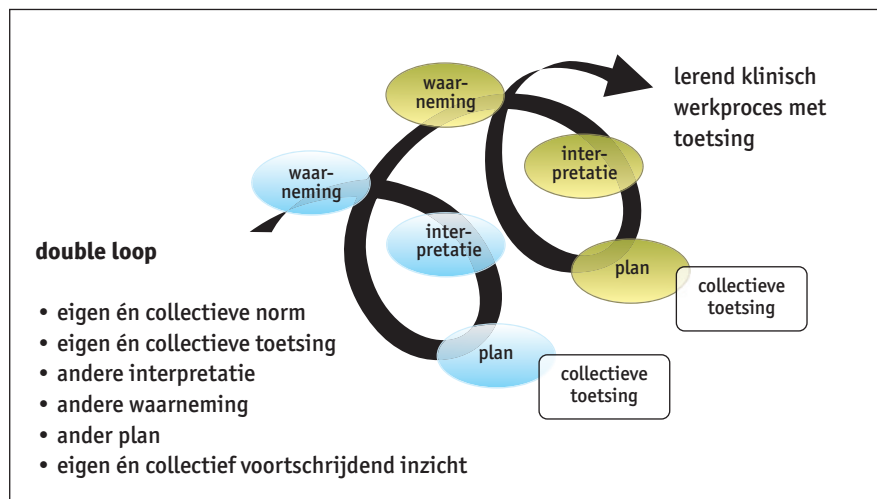 waar-
neming
lerend klinisch
werkproces met
toetsing
inter-
pretatie
waar-
neming
inter-
pretatie
plan
collectieve
toetsing
plan
collectieve
toetsing
double loop
• eigen én collectieve norm
• eigen én collectieve toetsing
• andere interpretatie
• andere waarneming
• ander plan
• eigen én collectief voortschrijdend inzicht